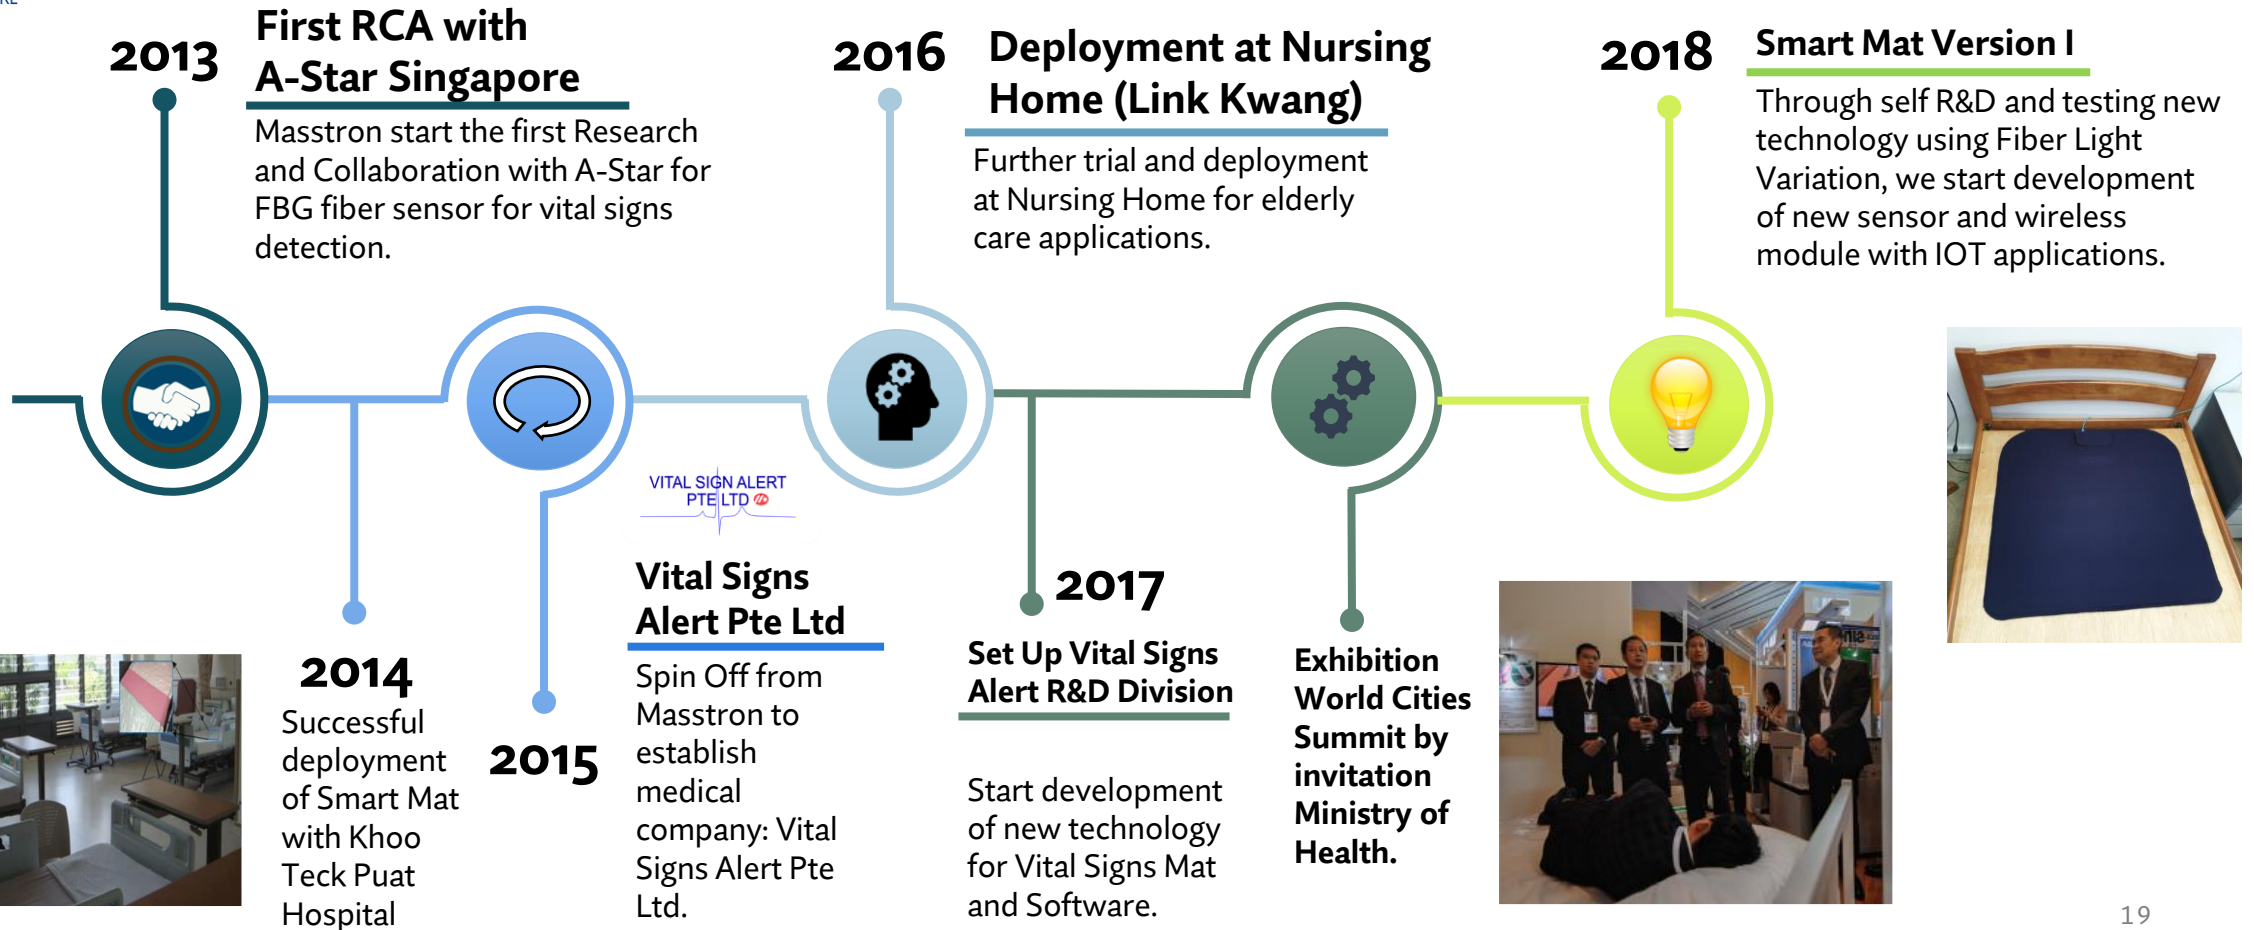 2013
First RCA with
A-Star Singapore
Masstron start the first Research
and Collaboration with A-Star for
FBG fiber sensor for vital signs
detection.
2014
Successful
deployment
of Smart Mat
with Khoo
Teck Puat
Hospital
2015
VITAL SIGN ALERT
PTE LTD
Vital Signs
Alert Pte Ltd
Spin Off from
Masstron to
establish
medical
company: Vital
Signs Alert Pte
Ltd.
2016
Deployment at Nursing
Home (Link Kwang)
Further trial and deployment
at Nursing Home for elderly
care applications.
2017
Set Up Vital Signs
Alert R&D Division
Start development
of new technology
for Vital Signs Mat
and Software.
Exhibition
World Cities
Summit by
invitation
Ministry of
Health.
2018
Smart Mat Version I
Through self R&D and testing new
technology using Fiber Light
Variation, we start development
of new sensor and wireless
module with IOT applications.
19